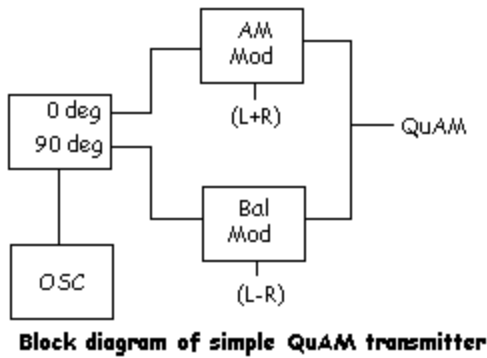 AM
Mod
(L+R)
0 deg
90 deg
QuAM
Bal
Mod
OSC
(L-R)
Block diagram of simple QuAM transmitter